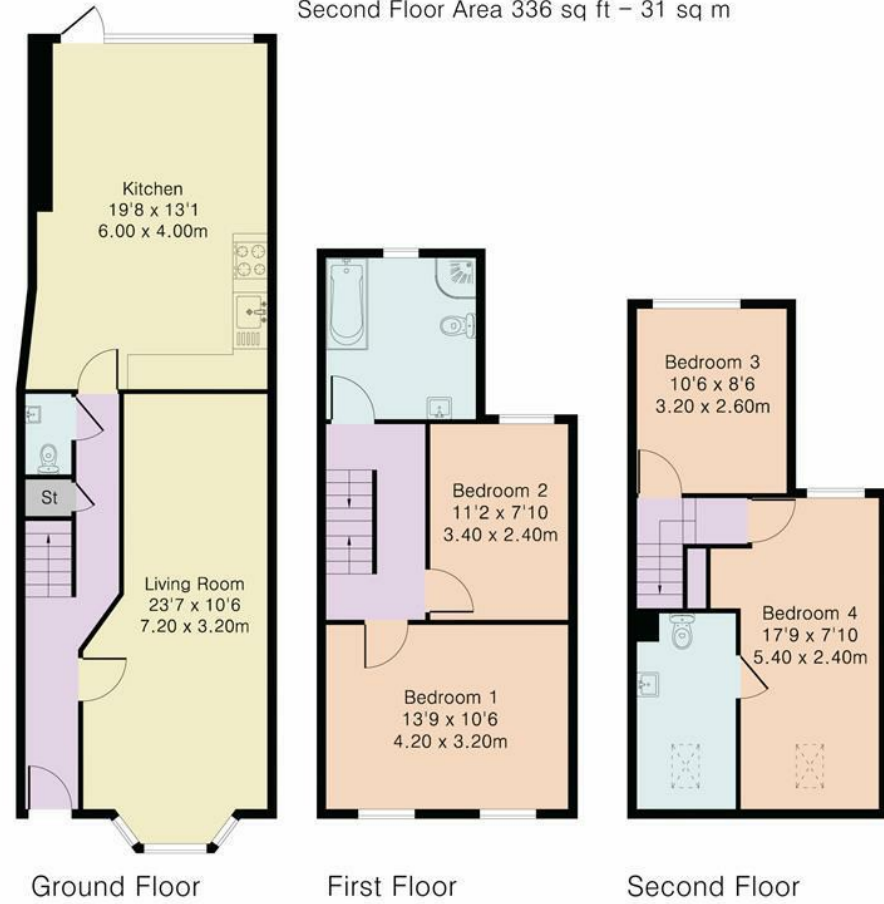 Second Floor Area 336 sq ft – 31 sq m
Kitchen
19'8 x 13'1
6.00 x 4.00m
St
Living Room
23'7 x 10'6
7.20 x 3.20m
Bedroom 2
11'2 x 7'10
3.40 x 2.40m
Bedroom 1
13'9 x 10'6
4.20 x 3.20m
Bedroom 3
10'6 x 8'6
3.20 x 2.60m
Bedroom 4
17'9 x 7'10
5.40 x 2.40m
Ground Floor
First Floor
Second Floor